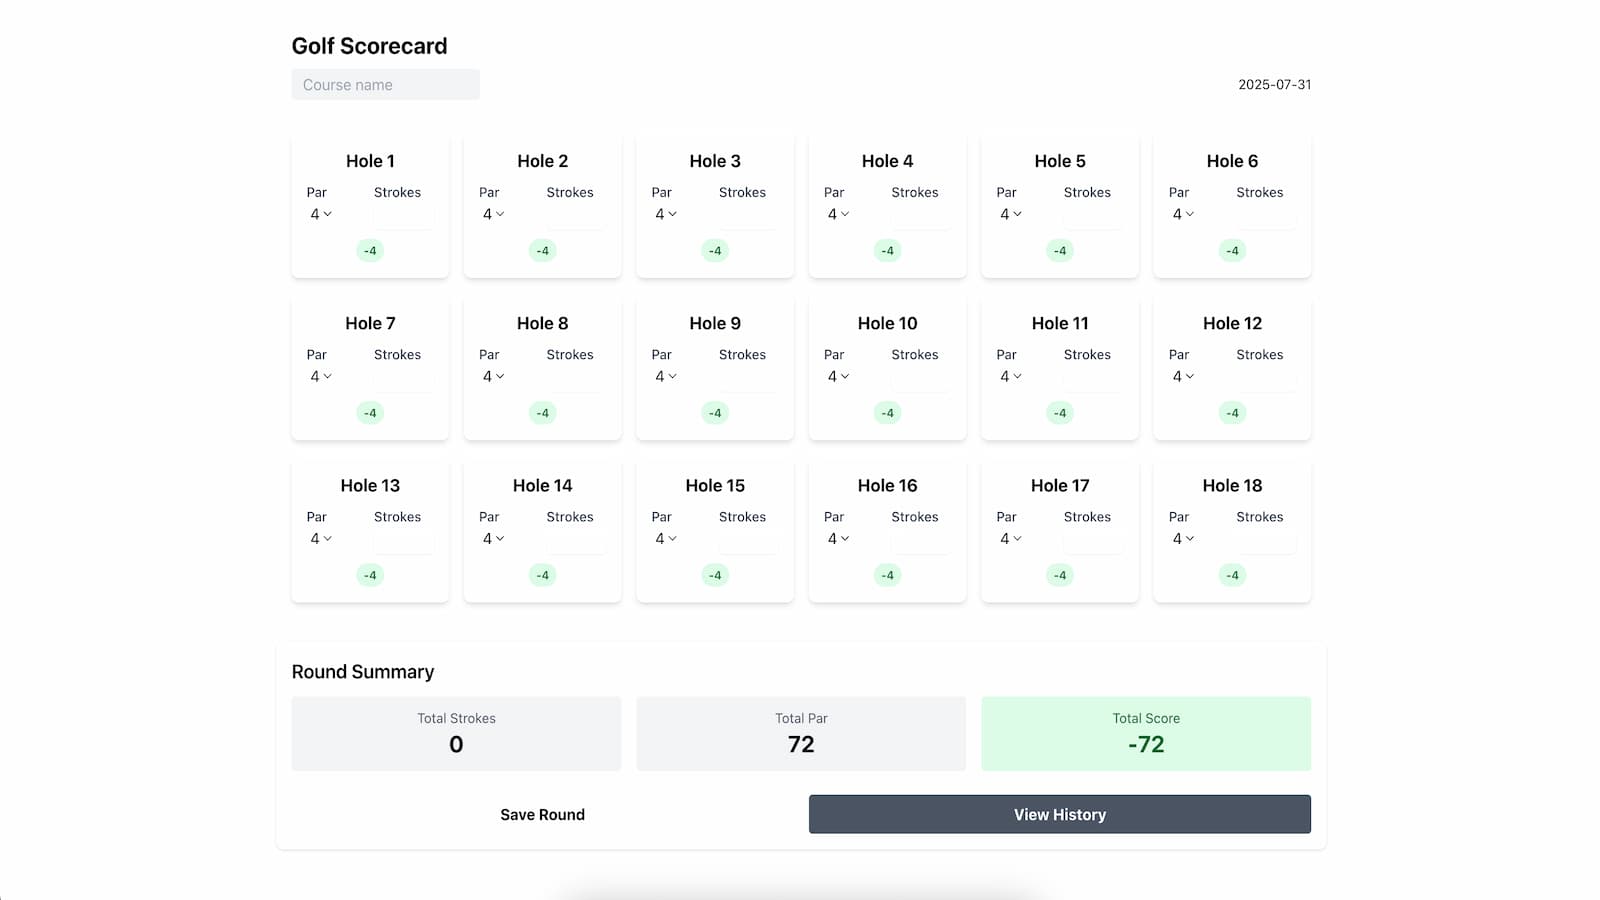 Golf Scorecard
Course name
2025-07-31
Hole 1 Hole 2 Hole 3 Hole 4 Hole 5 Hole 6
Par Strokes Par Strokes Par Strokes Par Strokes Par Strokes Par Strokes
4 4 4 4 4 4
-4 -4 -4 -4 -4 -4
Hole 7 Hole 8 Hole 9 Hole 10 Hole 11 Hole 12
Par Strokes Par Strokes Par Strokes Par Strokes Par Strokes Par Strokes
4 4 4 4 4 4
-4 -4 -4 -4 -4 -4
Hole 13 Hole 14 Hole 15 Hole 16 Hole 17 Hole 18
Par Strokes Par Strokes Par Strokes Par Strokes Par Strokes Par Strokes
4 4 4 4 4 4
-4 -4 -4 -4 -4 -4
Round Summary
Total Strokes Total Par Total Score
0 72 -72
Save Round View History